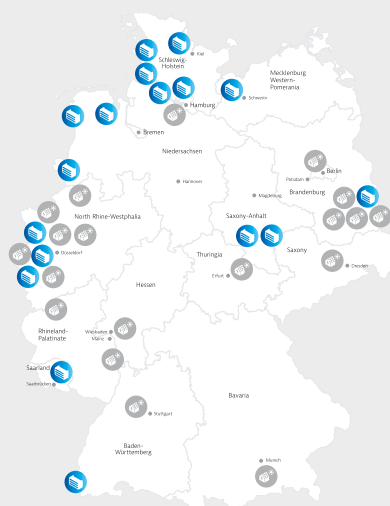 Kiel
Schleswig-
Holstein
Mecklenburg
Western-
Pomerania
Schwerin
Hamburg
Bremen
Niedersachsen
Berlin
Potsdam
Hannover
Brandenburg
Magdeburg
North Rhine-Westphalia
Saxony-Anhalt
Düsseldorf
Thuringia
Saxony
Dresden
Erfurt
Hessen
Rhineland-
Palatinate
Wiesbaden
Mainz
Saarland
Saarbrücken
Bavaria
Stuttgart
Baden-
Württemberg
Munich